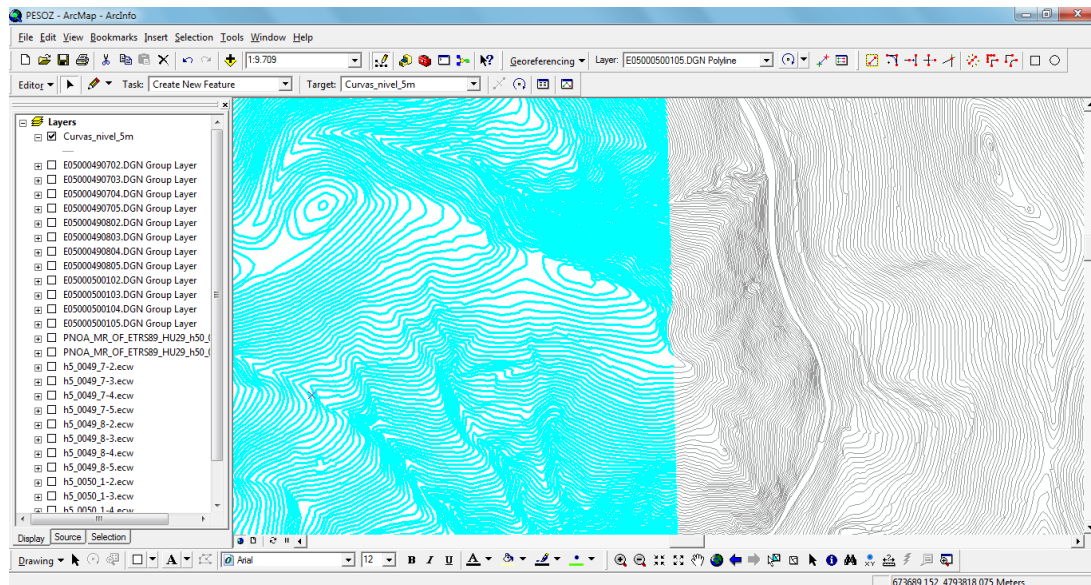 PESOZ - ArcMap - ArcInfo
File Edit View Bookmarks Insert Selection Tools Window Help
1:9.709
Georeferencing Layer: E05000500105.DGN Polyline
Editor Task: Create New Feature Target: Curvas_nivel_5m
Layers
Curvas_nivel_5m
E05000490702.DGN Group Layer
E05000490703.DGN Group Layer
E05000490704.DGN Group Layer
E05000490705.DGN Group Layer
E05000490802.DGN Group Layer
E05000490803.DGN Group Layer
E05000490804.DGN Group Layer
E05000490805.DGN Group Layer
E05000500102.DGN Group Layer
E05000500103.DGN Group Layer
E05000500104.DGN Group Layer
E05000500105.DGN Group Layer
PNOA_MR_OF_ETRS89_HU29_h50_
PNOA_MR_OF_ETRS89_HU29_h50_
h5_0049_7-2.ecw
h5_0049_7-3.ecw
h5_0049_7-4.ecw
h5_0049_7-5.ecw
h5_0049_8-2.ecw
h5_0049_8-3.ecw
h5_0049_8-4.ecw
h5_0049_8-5.ecw
h5_0050_1-2.ecw
h5_0050_1-3.ecw
h5_0050_1-4.ecw
Display Source Selection
Drawing A Arial 12 B I U A
673689,152 4793818,075 Meters